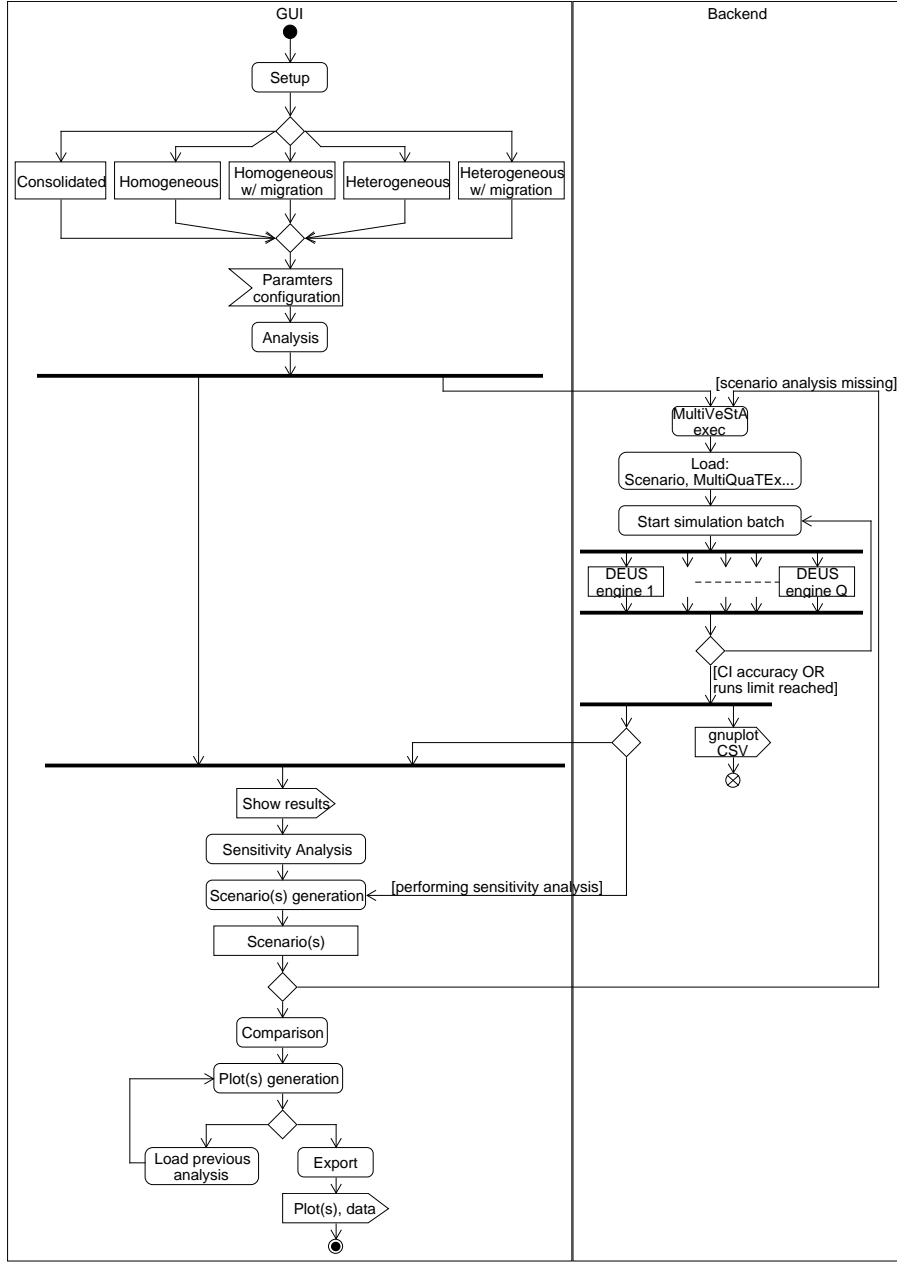 GUI
Backend
Setup
Consolidated
Homogeneous
Homogeneous
w/ migration
Heterogeneous
Heterogeneous
w/ migration
Paramters
configuration
Analysis
[scenario analysis missing]
MultiVeStA
exec
Load:
Scenario, MultiQuaTEx...
Start simulation batch
DEUS
engine 1
DEUS
engine Q
[CI accuracy OR
runs limit reached]
gnuplot
CSV
Show results
Sensitivity Analysis
Scenario(s) generation
[performing sensitivity analysis]
Scenario(s)
Comparison
Plot(s) generation
Load previous
analysis
Export
Plot(s), data